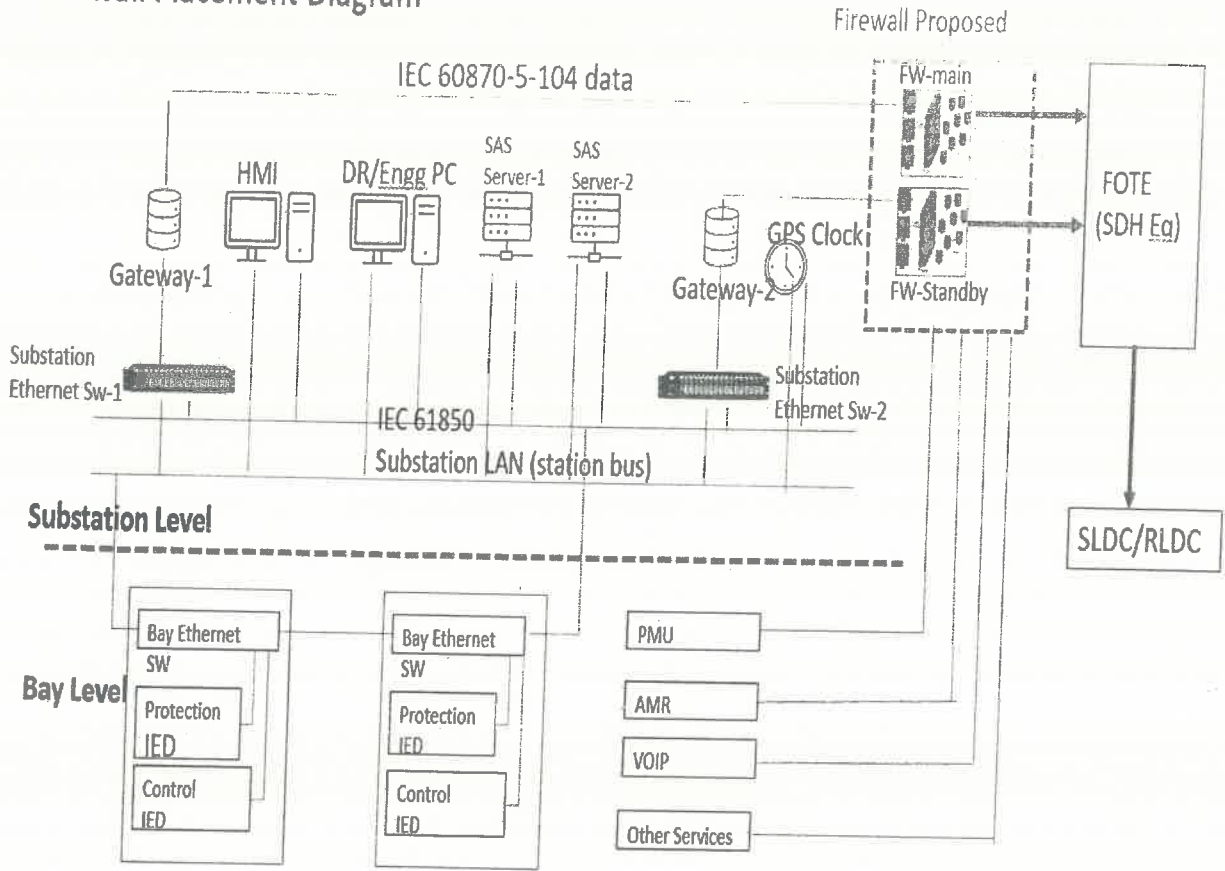 Placement Diagram
Firewall Proposed
IEC 60870-5-104 data
FW-main
HMI
DR/Engg PC
SAS
Server-1
SAS
Server-2
FOTE
(SDH Eq)
Gateway-1
GPS Clock
Gateway-2
FW-Standby
Substation
Ethernet Sw-1
Substation
Ethernet Sw-2
IEC 61850
Substation LAN (station bus)
Substation Level
SLDC/RLDC
Bay Level
Bay Ethernet
SW
Protection
IED
Control
IED
Bay Ethernet
SW
Protection
IED
Control
IED
PMU
AMR
VOIP
Other Services